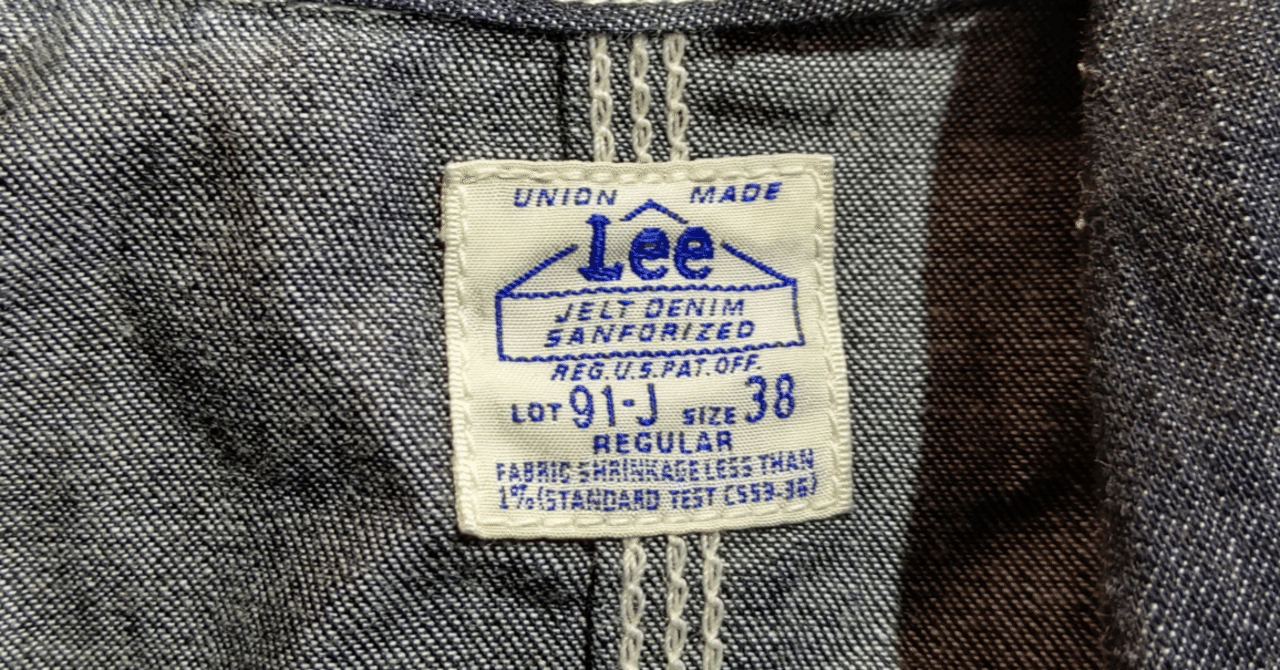 UNION MADE
Lee
JELT DENIM
SANFORIZED
REG. U.S. PAT. OFF.
LOT 91-J SIZE 38
REGULAR
FABRIC SHRINKAGE LESS THAN
1% (STANDARD TEST CS59-36)